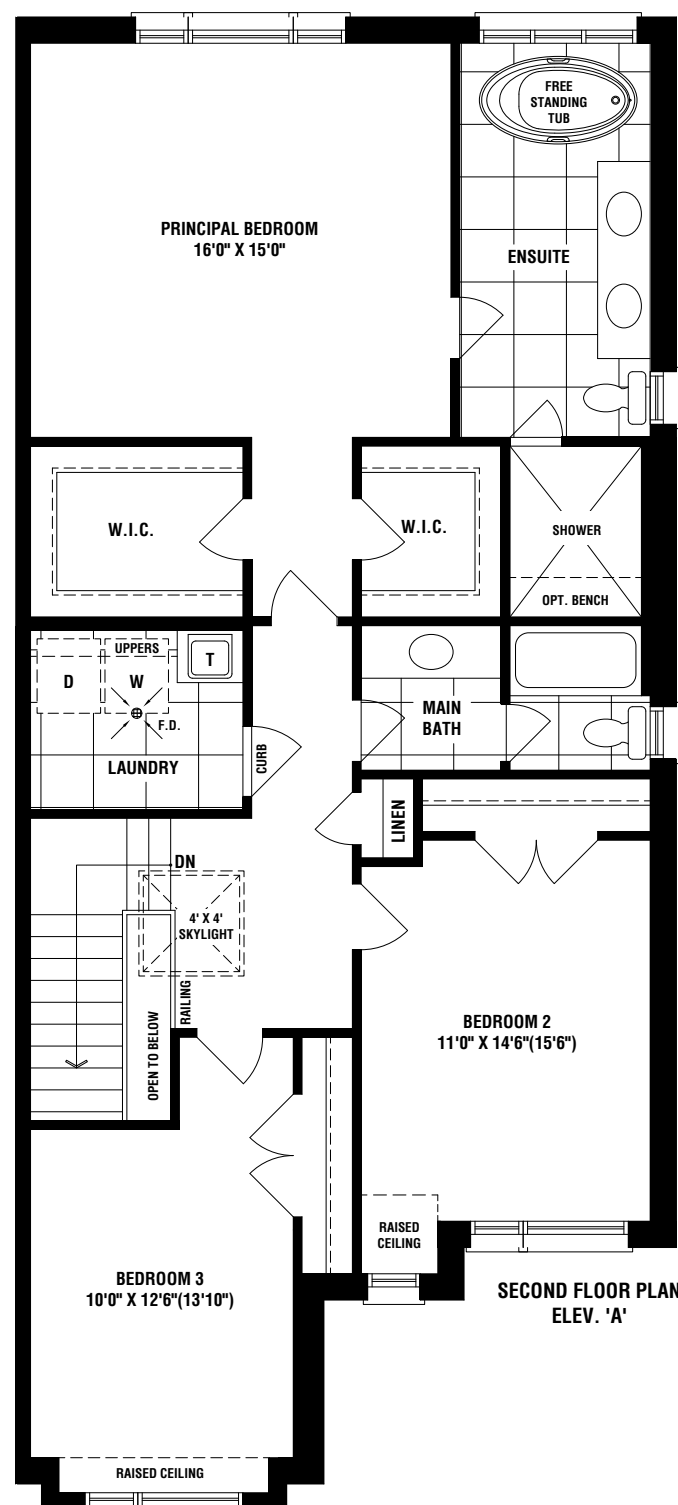 FREE
STANDING
TUB
PRINCIPAL BEDROOM
16'0" X 15'0"
ENSUITE
W.I.C.
W.I.C.
SHOWER
OPT. BENCH
UPPERS
D
W
T
F.D.
LAUNDRY
CURB
MAIN
BATH
LINEN
DN
4' X 4'
SKYLIGHT
RAILING
OPEN TO BELOW
BEDROOM 2
11'0" X 14'6"(15'6")
RAISED
CEILING
BEDROOM 3
10'0" X 12'6"(13'10")
SECOND FLOOR PLAN
ELEV. 'A'
RAISED CEILING